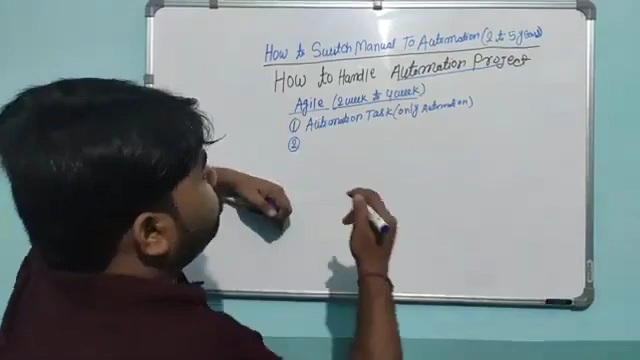 How to Switch Manual To Automation (2 to 5 years)
How to Handle Automation Project
Agile (2 week to 4 week)
① Automation Task (only Automation)
②